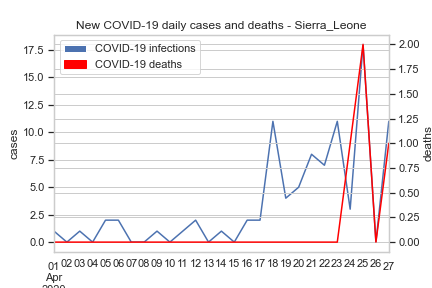 New COVID-19 daily cases and deaths - Sierra_Leone
COVID-19 infections
COVID-19 deaths
cases
17.5
15.0
12.5
10.0
7.5
5.0
2.5
0.0
deaths
2.00
1.75
1.50
1.25
1.00
0.75
0.50
0.25
0.00
01 02 03 04 05 06 07 08 09 10 11 12 13 14 15 16 17 18 19 20 21 22 23 24 25 26 27
Apr
2020